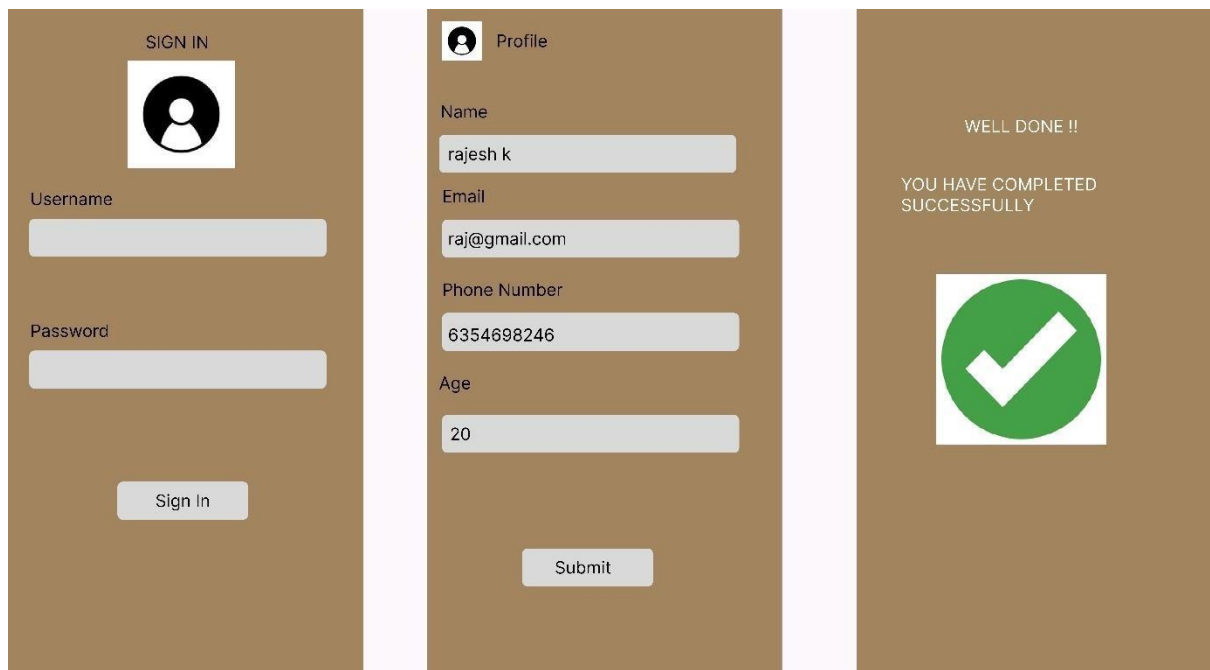 SIGN IN
Username
Password
Sign In
Profile
Name
rajesh k
Email
raj@gmail.com
Phone Number
6354698246
Age
20
Submit
WELL DONE !!
YOU HAVE COMPLETED
SUCCESSFULLY